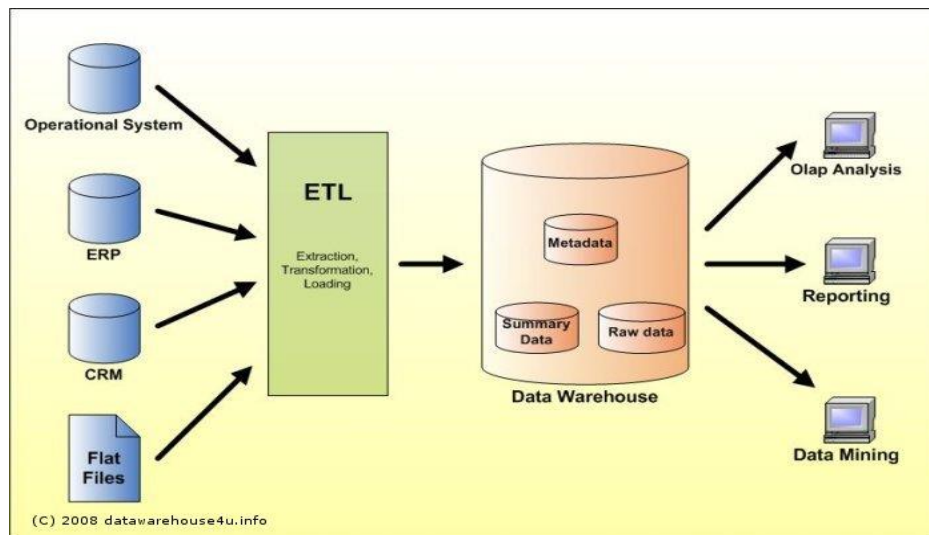 Operational System
ERP
CRM
Flat
Files
ETL
Extraction,
Transformation,
Loading
Metadata
Summary
Data
Raw data
Data Warehouse
Olap Analysis
Reporting
Data Mining
(C) 2008 datawarehouse4u.info